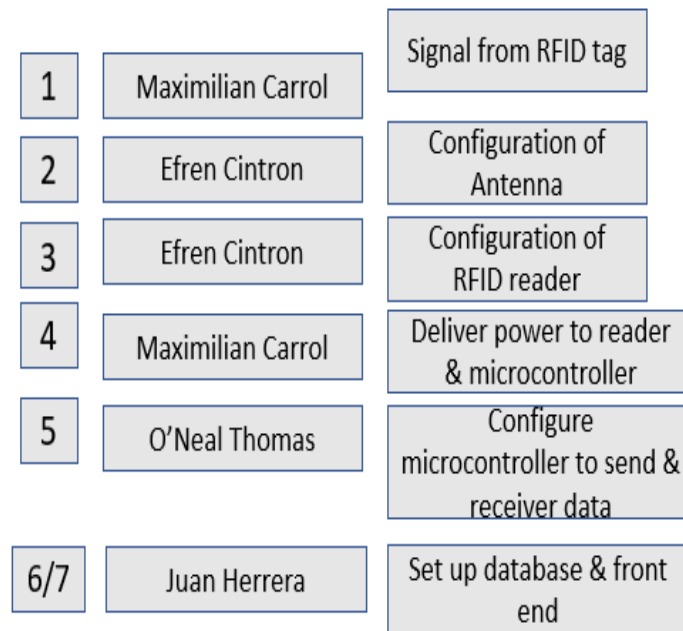 1
Maximilian Carrol
Signal from RFID tag
2
Efren Cintron
Configuration of
Antenna
3
Efren Cintron
Configuration of
RFID reader
4
Maximilian Carrol
Deliver power to reader
& microcontroller
5
O'Neal Thomas
Configure
microcontroller to send &
receiver data
6/7
Juan Herrera
Set up database & front
end